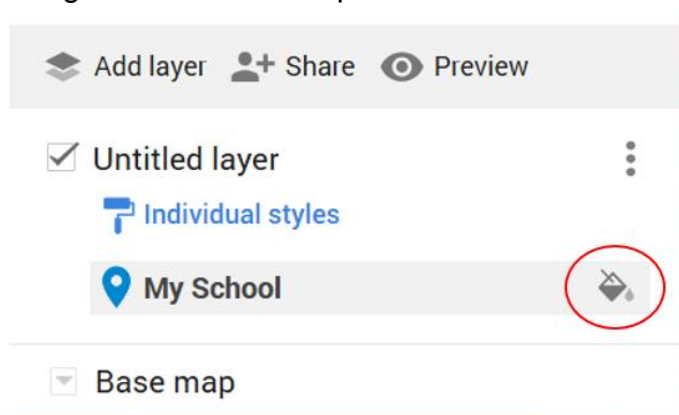 Add layer Share Preview
Untitled layer
Individual styles
My School
Base map